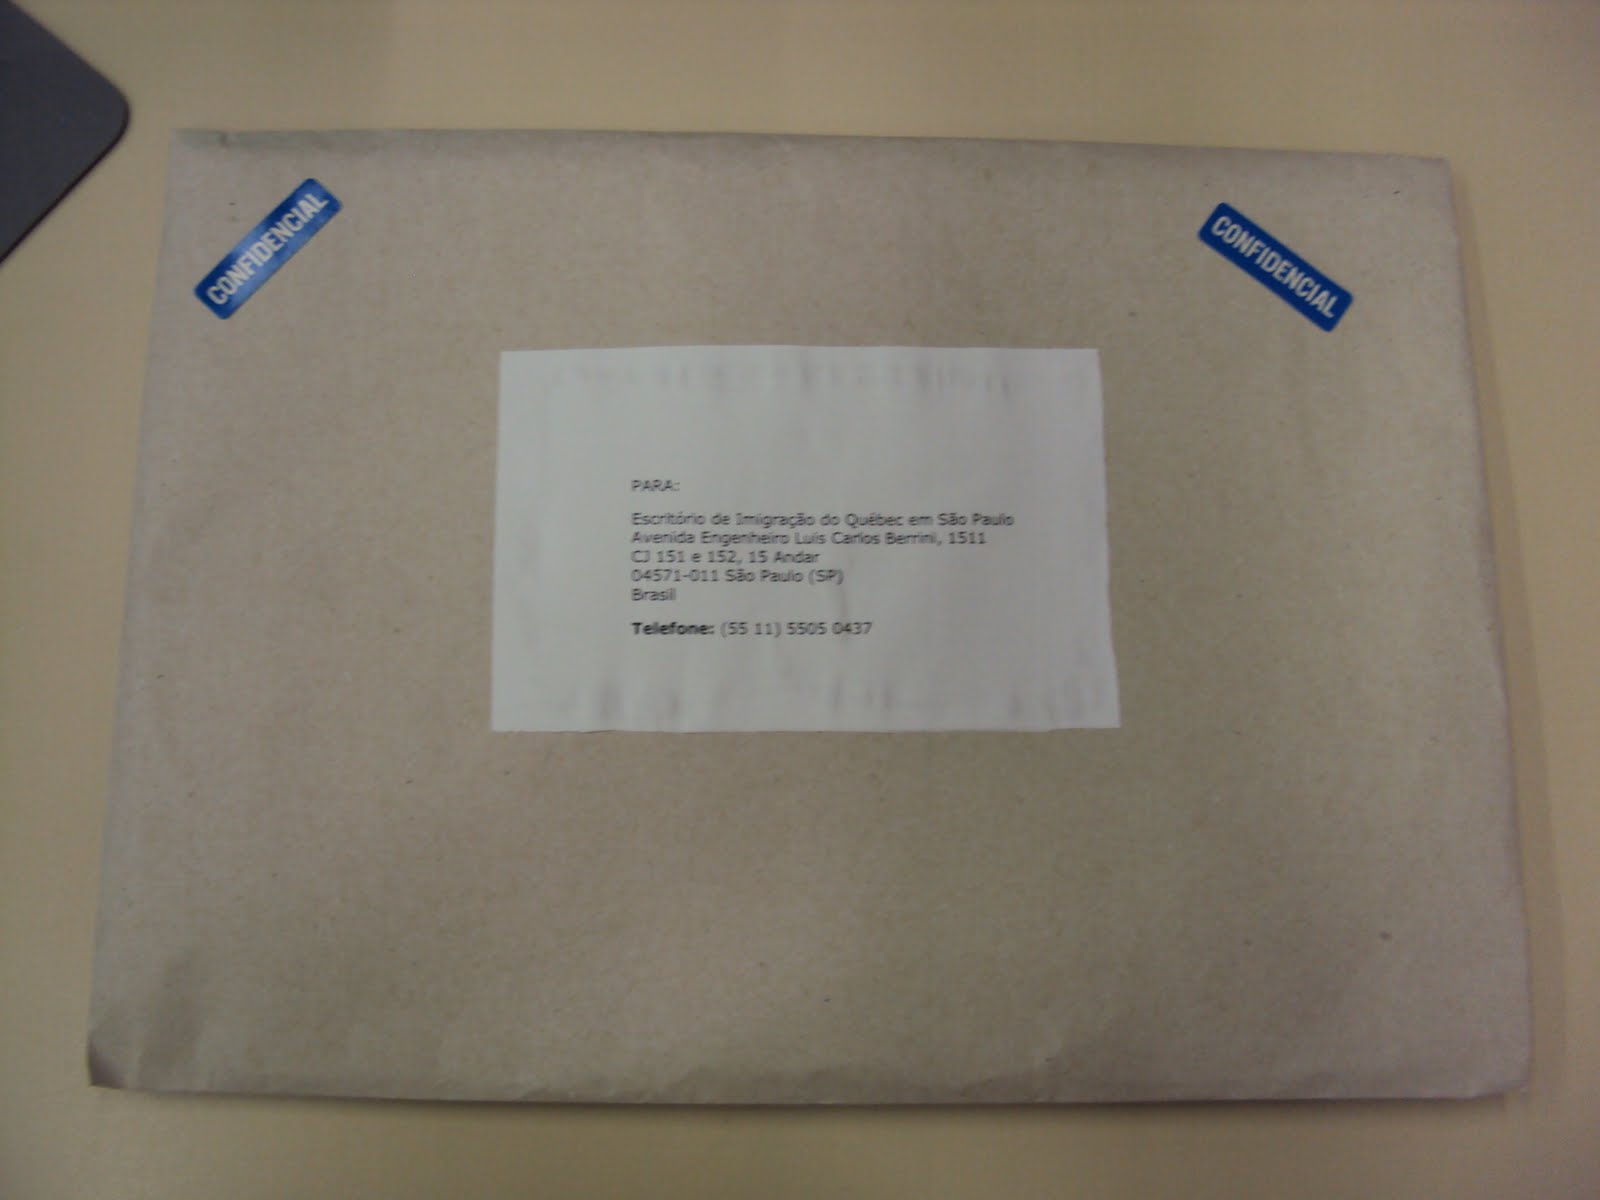 CONFIDENCIAL
CONFIDENCIAL
PARA:
Escritório de Imigração do Québec em São Paulo
Avenida Engenheiro Luis Carlos Berrini, 1511
CJ 151 e 152, 15 Andar
04571-011 São Paulo (SP)
Brasil
Telefone: (55 11) 5505 0437